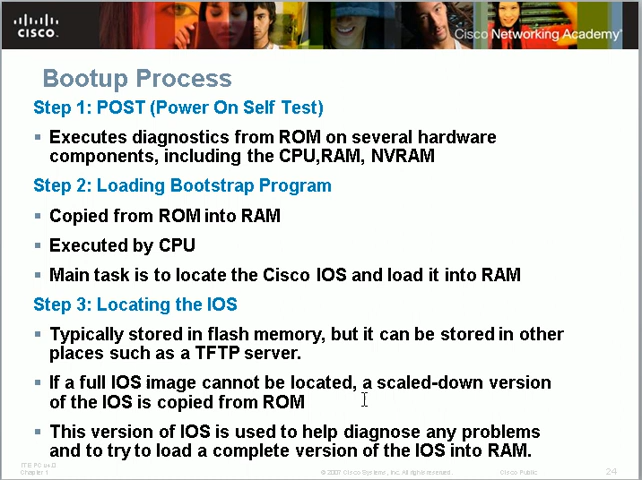 CISCO
Cisco Networking Academy
Bootup Process
Step 1: POST (Power On Self Test)
Executes diagnostics from ROM on several hardware
components, including the CPU,RAM, NVRAM
Step 2: Loading Bootstrap Program
Copied from ROM into RAM
Executed by CPU
Main task is to locate the Cisco IOS and load it into RAM
Step 3: Locating the IOS
Typically stored in flash memory, but it can be stored in other
places such as a TFTP server.
If a full IOS image cannot be located, a scaled-down version
of the IOS is copied from ROM
This version of IOS is used to help diagnose any problems
and to try to load a complete version of the IOS into RAM.
Chapter 1
© 2007 Cisco Systems, Inc. All rights reserved.
Cisco Public
24